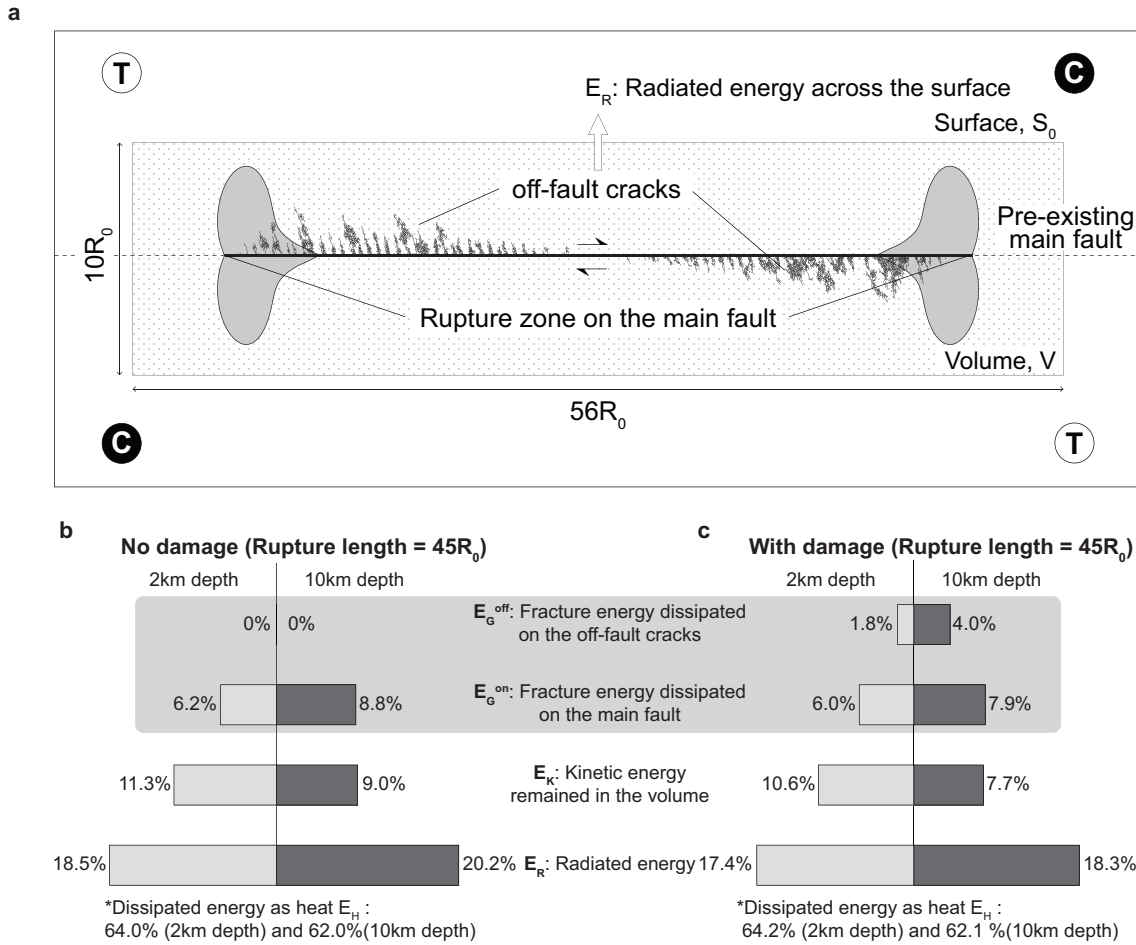 a
T
C
E_R: Radiated energy across the surface
Surface, S_0
off-fault cracks
Pre-existing
main fault
10R_0
Rupture zone on the main fault
Volume, V
56R_0
C
T
b
No damage (Rupture length = 45R_0)
2km depth
10km depth
0%
0%
6.2%
8.8%
11.3%
9.0%
18.5%
20.2%
*Dissipated energy as heat E_H :
64.0% (2km depth) and 62.0%(10km depth)
E_G^off: Fracture energy dissipated
on the off-fault cracks
E_G^on: Fracture energy dissipated
on the main fault
E_K: Kinetic energy
remained in the volume
E_R: Radiated energy
c
With damage (Rupture length = 45R_0)
2km depth
10km depth
1.8%
4.0%
6.0%
7.9%
10.6%
7.7%
17.4%
18.3%
*Dissipated energy as heat E_H :
64.2% (2km depth) and 62.1 %(10km depth)